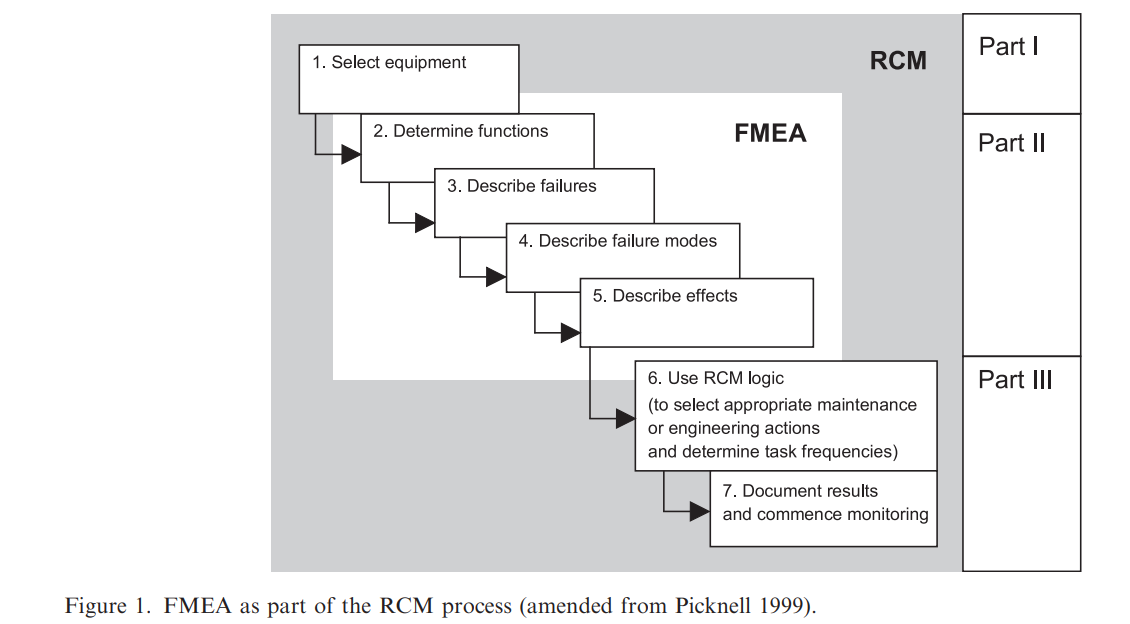 RCM
Part I
1. Select equipment
FMEA
2. Determine functions
Part II
3. Describe failures
4. Describe failure modes
5. Describe effects
6. Use RCM logic
(to select appropriate maintenance
or engineering actions
and determine task frequencies)
Part III
7. Document results
and commence monitoring
Figure 1. FMEA as part of the RCM process (amended from Picknell 1999).